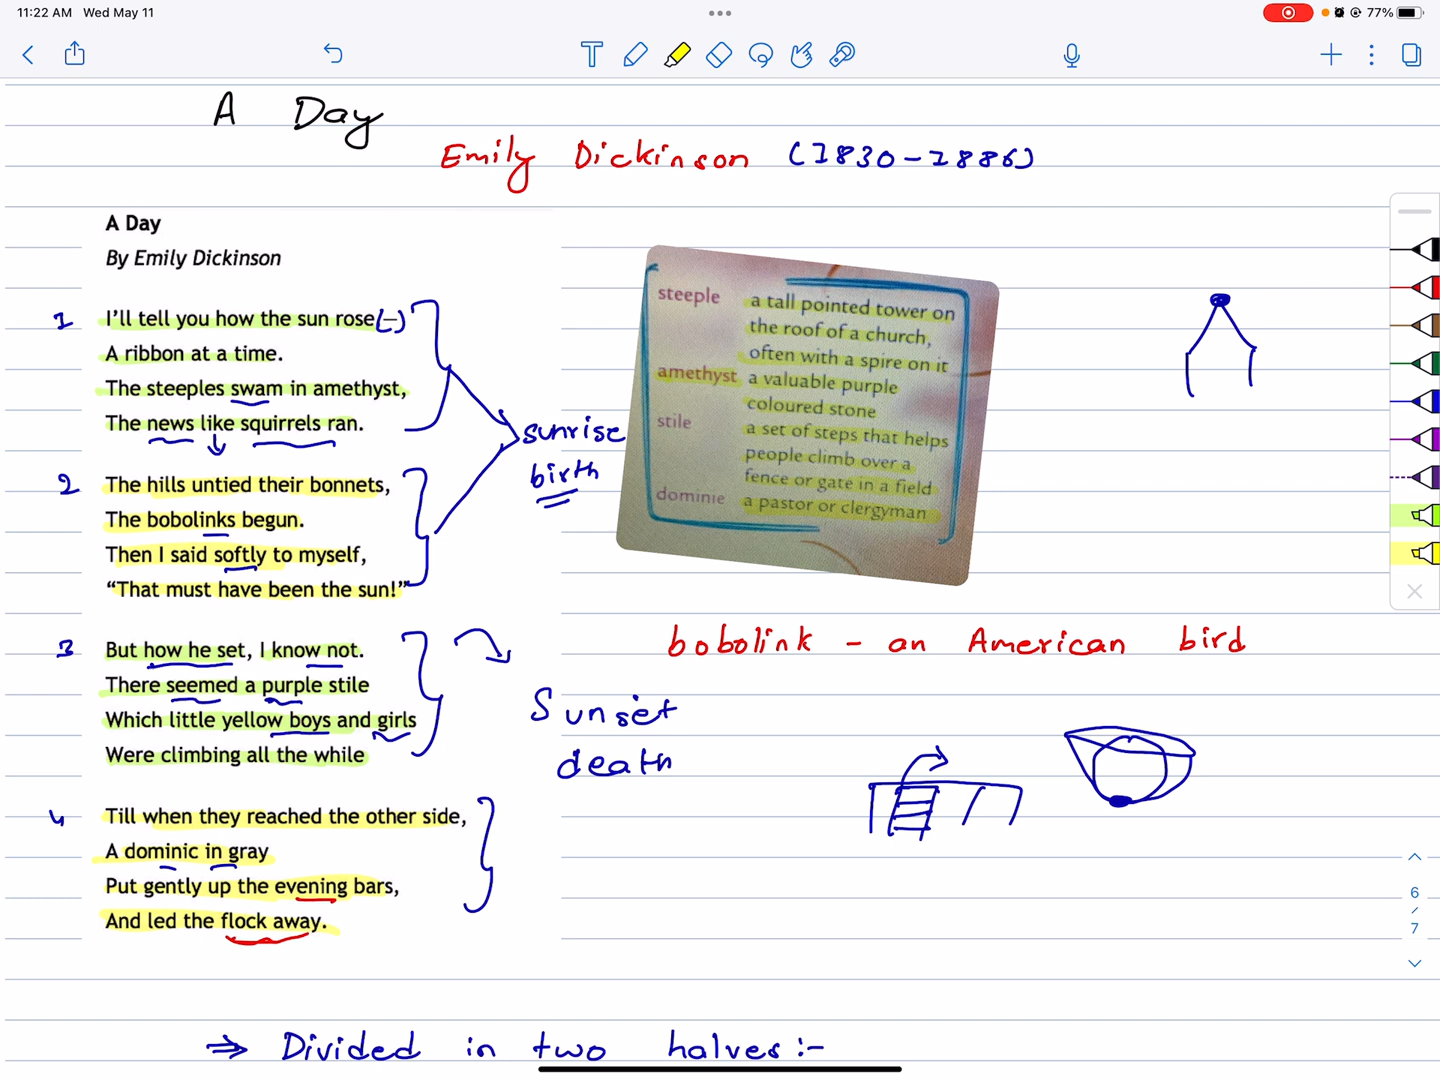 11:22 AM Wed May 11
77%
A Day
Emily Dickinson (1830-1886)
A Day
By Emily Dickinson
1 I'll tell you how the sun rose(-)
A ribbon at a time.
The steeples swam in amethyst,
The news like squirrels ran.
2 The hills untied their bonnets,
The bobolinks begun.
Then I said softly to myself,
“That must have been the sun!”
sunrise
birth
3 But how he set, I know not.
There seemed a purple stile
Which little yellow boys and girls
Were climbing all the while
Sunset
death
4 Till when they reached the other side,
A dominic in gray
Put gently up the evening bars,
And led the flock away.
steeple a tall pointed tower on
the roof of a church,
often with a spire on it
amethyst a valuable purple
coloured stone
stile a set of steps that helps
people climb over a
fence or gate in a field
dominie a pastor or clergyman
bobolink - an American bird
6
/
7
⇒ Divided in two halves:-